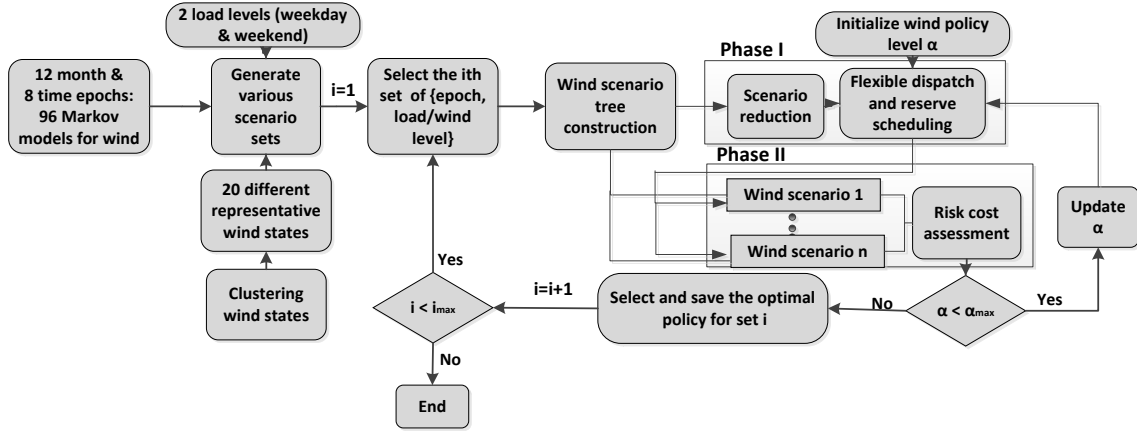 2 load levels (weekday
& weekend)
12 month &
8 time epochs:
96 Markov
models for wind
Generate
various
scenario
sets
i=1
Select the ith
set of {epoch,
load/wind
level}
Wind scenario
tree
construction
Phase I
Initialize wind policy
level α
Scenario
reduction
Flexible dispatch
and reserve
scheduling
Phase II
Wind scenario 1
Wind scenario n
Risk cost
assessment
Update
α
20 different
representative
wind states
Clustering
wind states
Yes
i < imax
No
End
i=i+1
Select and save the optimal
policy for set i
No
α < αmax
Yes